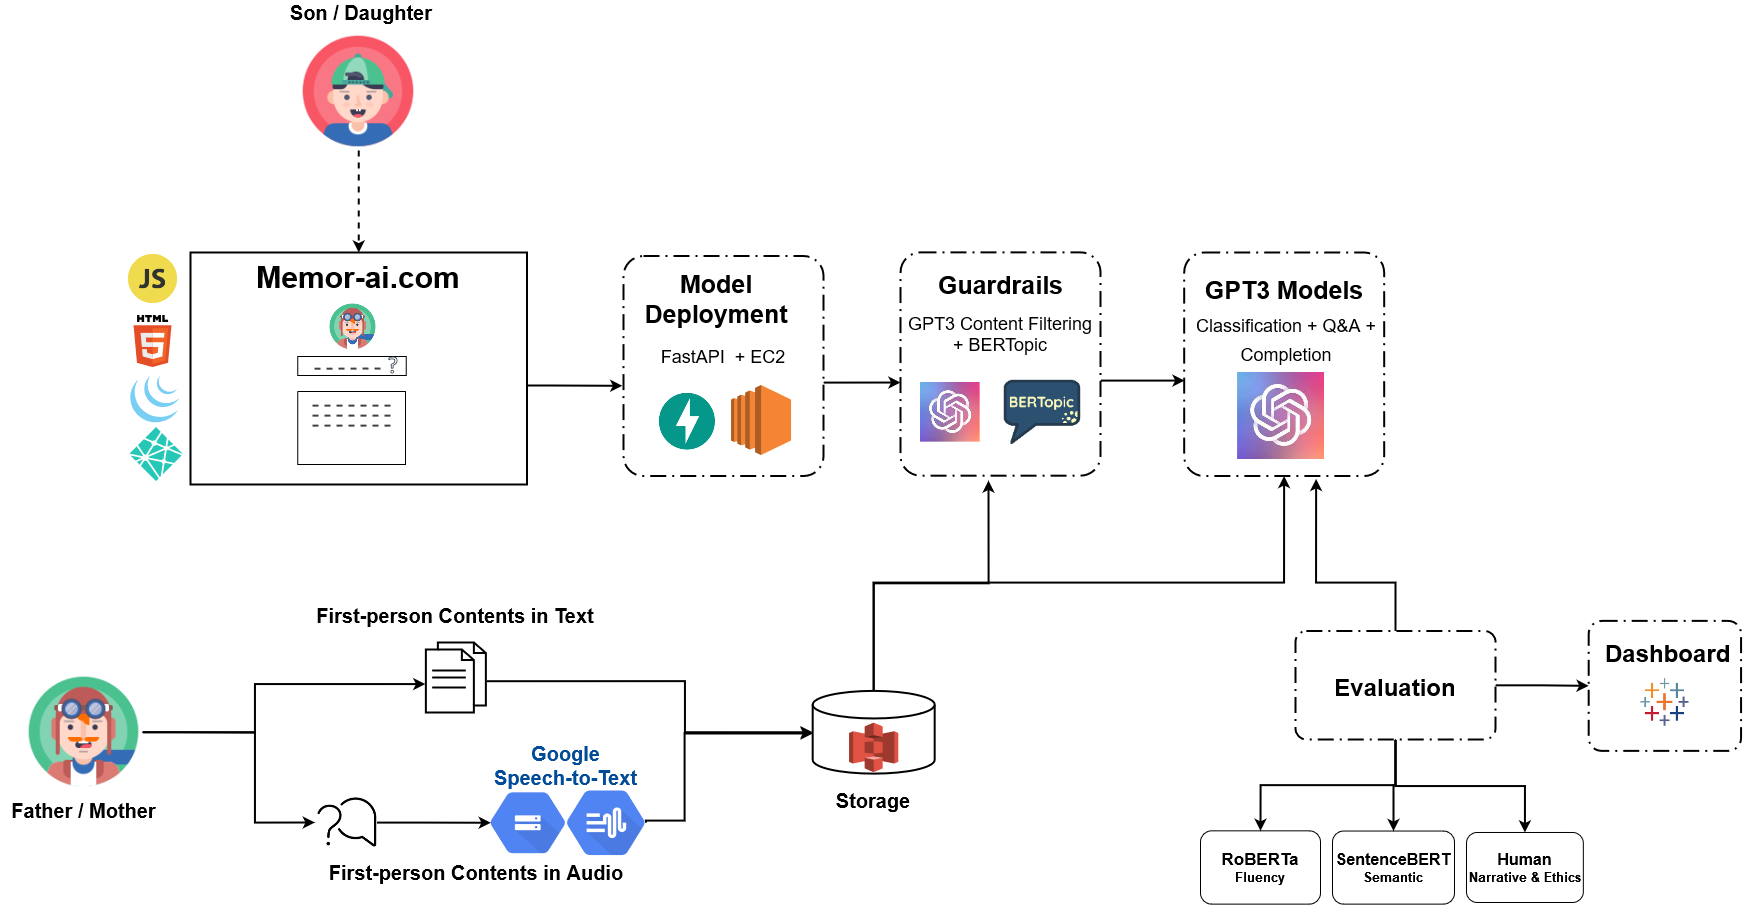 Son / Daughter
JS
HTML
5
Memor-ai.com
?
Model
Deployment
FastAPI + EC2
Guardrails
GPT3 Content Filtering
+ BERTopic
BERTopic
GPT3 Models
Classification + Q&A +
Completion
First-person Contents in Text
Father / Mother
?
Google
Speech-to-Text
First-person Contents in Audio
Storage
Evaluation
Dashboard
RoBERTa
Fluency
SentenceBERT
Semantic
Human
Narrative & Ethics